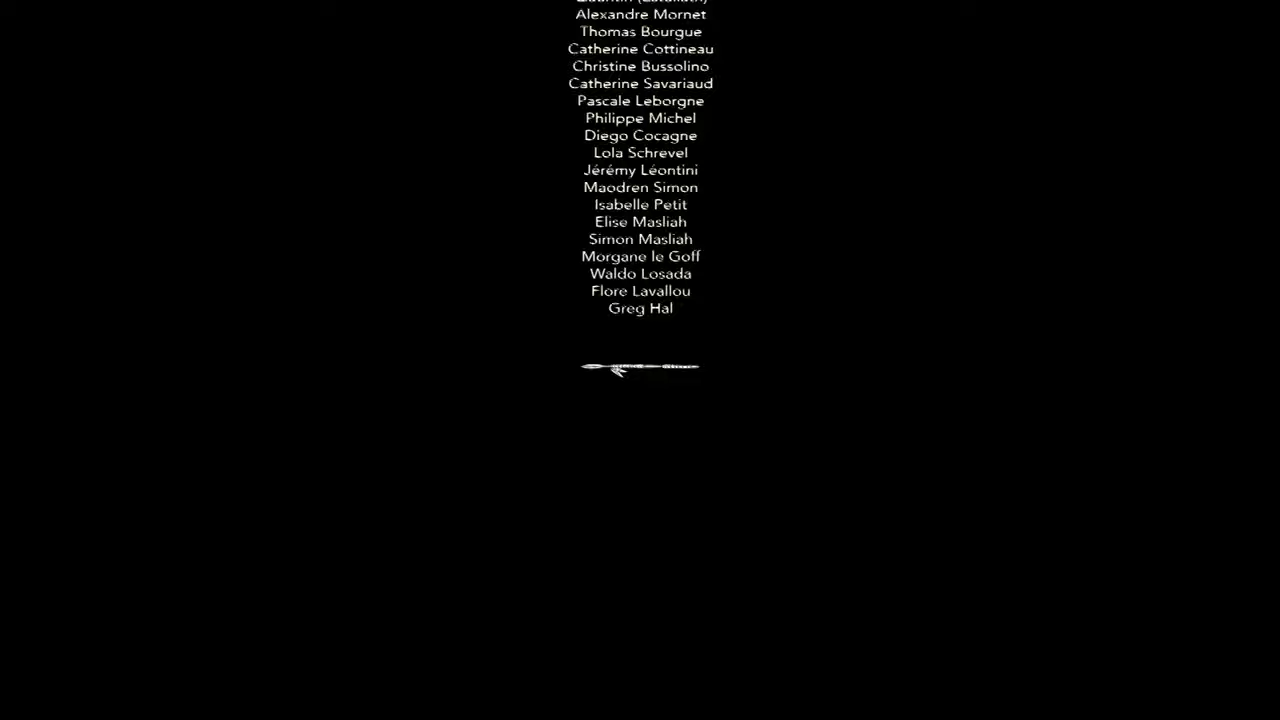 Alexandre Mornet
Thomas Bourgue
Catherine Cottineau
Christine Bussolino
Catherine Savariaud
Pascale Leborgne
Philippe Michel
Diego Cocagne
Lola Schrevel
Jérémy Léontini
Maodren Simon
Isabelle Petit
Elise Masliah
Simon Masliah
Morgane le Goff
Waldo Losada
Flore Lavallou
Greg Hal